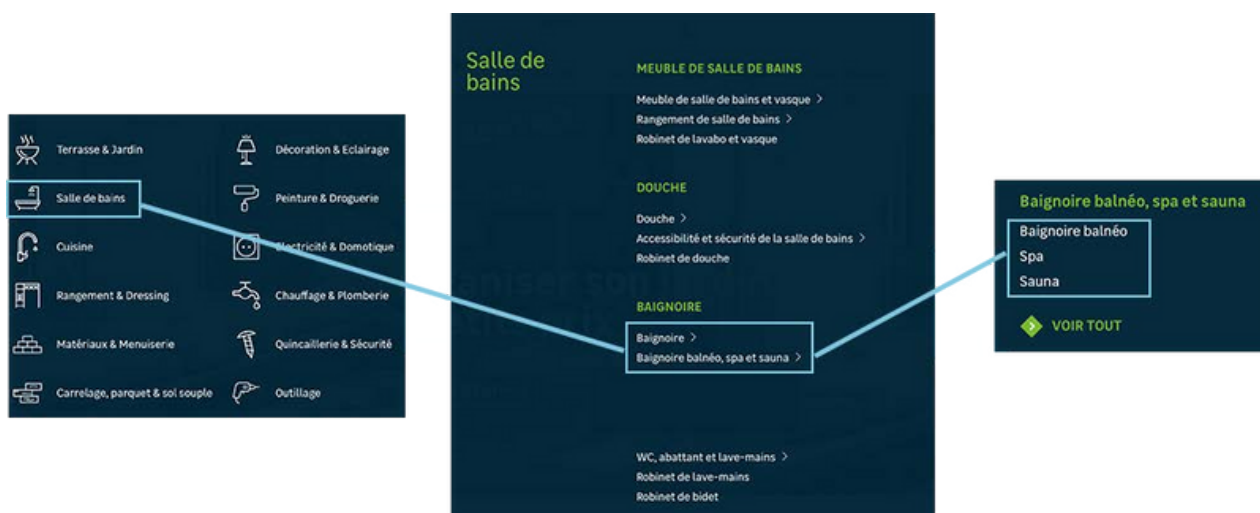 Terrasse & Jardin
Décoration & Eclairage
Salle de bains
Peinture & Droguerie
Cuisine
Electricité & Domotique
Rangement & Dressing
Chauffage & Plomberie
Matériaux & Menuiserie
Quincaillerie & Sécurité
Carrelage, parquet & sol souple
Outillage
Salle de
bains
MEUBLE DE SALLE DE BAINS
Meuble de salle de bains et vasque >
Rangement de salle de bains >
Robinet de lavabo et vasque
DOUCHE
Douche >
Accessibilité et sécurité de la salle de bains >
Robinet de douche
BAIGNOIRE
Baignoire >
Baignoire balnéo, spa et sauna >
WC, abattant et lave-mains >
Robinet de lave-mains
Robinet de bidet
Baignoire balnéo, spa et sauna
Baignoire balnéo
Spa
Sauna
VOIR TOUT